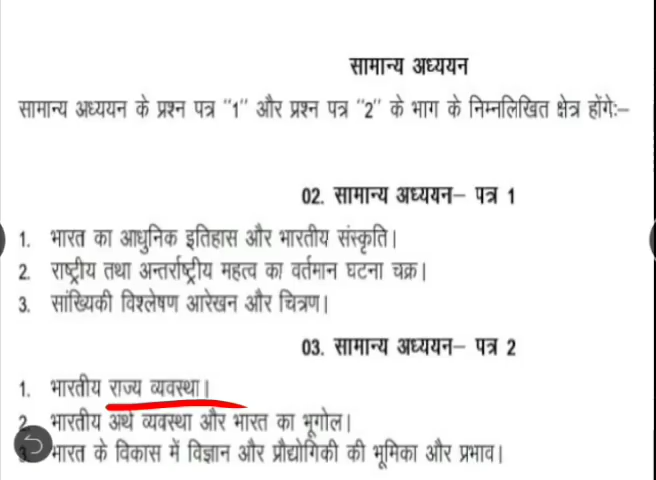 सामान्य अध्ययन
सामान्य अध्ययन के प्रश्न पत्र "1" और प्रश्न पत्र "2" के भाग के निम्नलिखित क्षेत्र होंगे:–
02. सामान्य अध्ययन– पत्र 1
1. भारत का आधुनिक इतिहास और भारतीय संस्कृति।
2. राष्ट्रीय तथा अन्तर्राष्ट्रीय महत्व का वर्तमान घटना चक्र।
3. सांख्यिकी विश्लेषण आरेखन और चित्रण।
03. सामान्य अध्ययन– पत्र 2
1. भारतीय राज्य व्यवस्था।
2. भारतीय अर्थ व्यवस्था और भारत का भूगोल।
3. भारत के विकास में विज्ञान और प्रौद्योगिकी की भूमिका और प्रभाव।